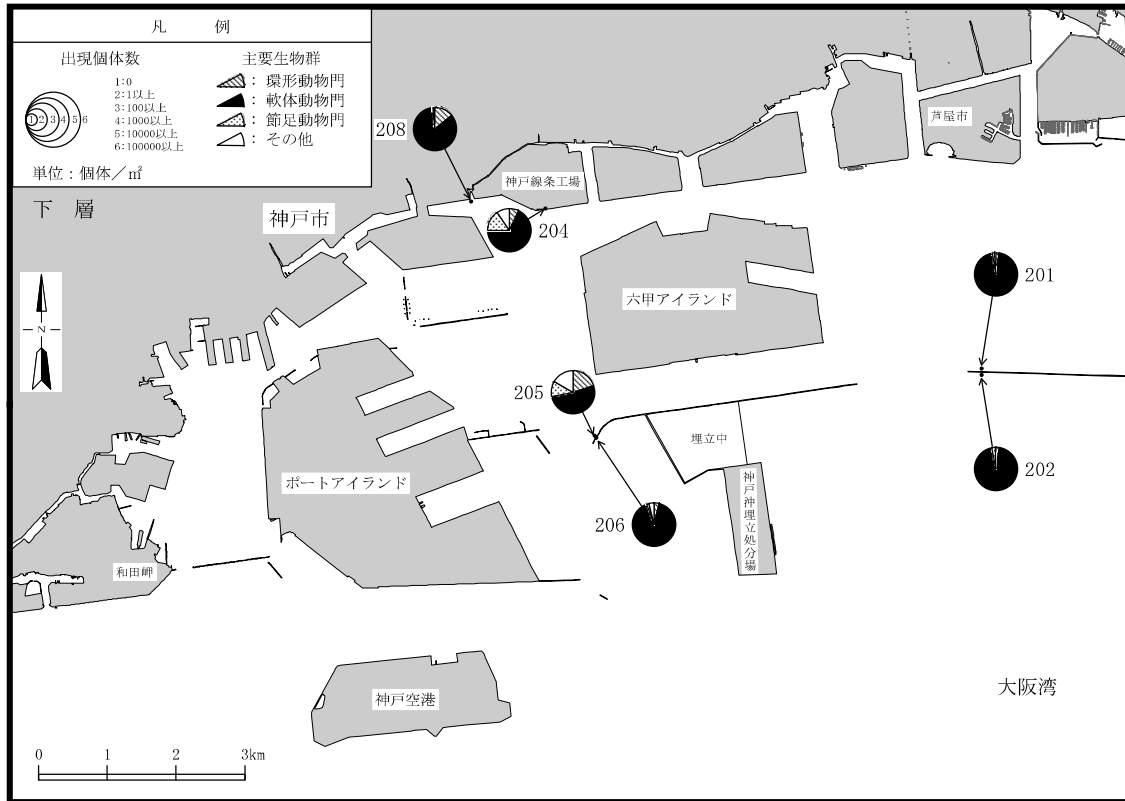 凡 例
出現個体数
1:0
2:1以上
3:100以上
4:1000以上
5:10000以上
6:100000以上
1 2 3 4 5 6
単位：個体／㎡
主要生物群
：環形動物門
：軟体動物門
：節足動物門
：その他
下 層
N
神戸市
208
神戸線条工場
204
芦屋市
六甲アイランド
201
205
埋立中
ポートアイランド
神戸沖埋立処分場
202
206
和田岬
神戸空港
大阪湾
0 1 2 3km